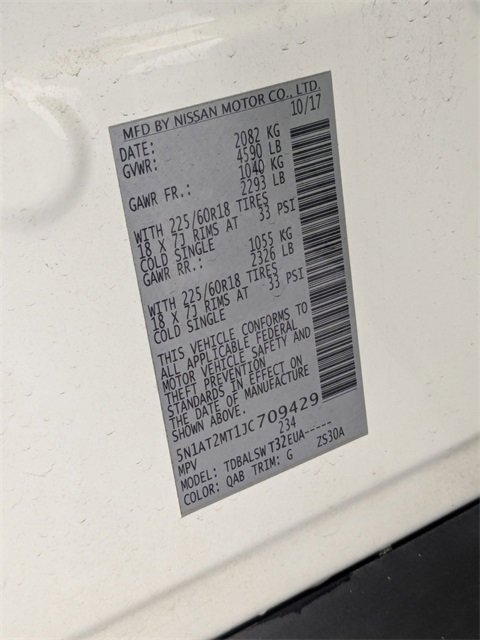 MFD BY NISSAN MOTOR CO., LTD.
DATE: 10/17
GVWR: 2082 KG
4590 LB
GAWR FR.: 1040 KG
2293 LB
WITH 225/60R18 TIRES
18 X 7J RIMS AT 33 PSI
COLD SINGLE
GAWR RR.: 1055 KG
2326 LB
WITH 225/60R18 TIRES
18 X 7J RIMS AT 33 PSI
COLD SINGLE
THIS VEHICLE CONFORMS TO
ALL APPLICABLE FEDERAL
MOTOR VEHICLE SAFETY AND
THEFT PREVENTION
STANDARDS IN EFFECT ON
THE DATE OF MANUFACTURE
SHOWN ABOVE.
5N1AT2MT1JC709429
MPV 234
MODEL: TDBALSWT32EUA-----
COLOR: QAB TRIM: G ZS30A